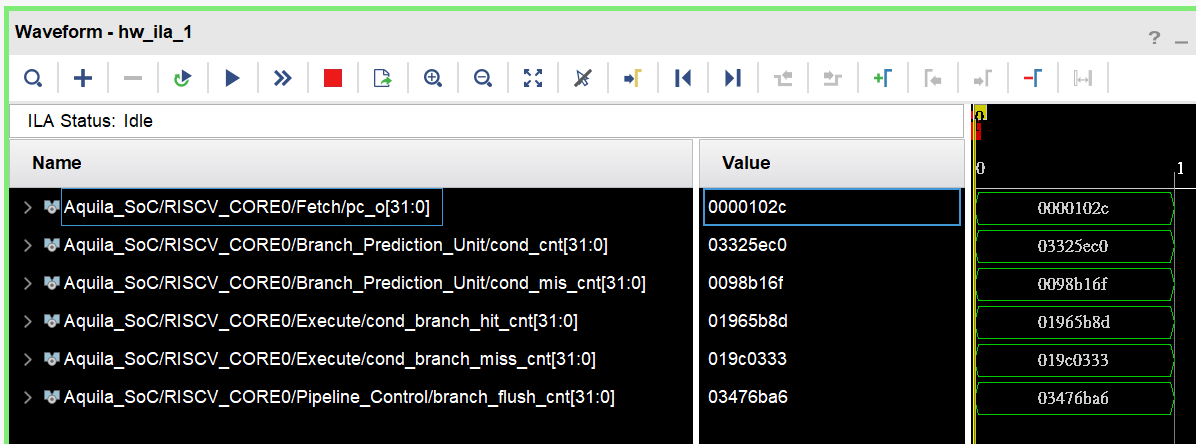 Waveform - hw_ila_1
? _
ILA Status: Idle
Name Value
0
0 1
Aquila_SoC/RISCV_CORE0/Fetch/pc_o[31:0] 0000102c 0000102c
Aquila_SoC/RISCV_CORE0/Branch_Prediction_Unit/cond_cnt[31:0] 03325ec0 03325ec0
Aquila_SoC/RISCV_CORE0/Branch_Prediction_Unit/cond_mis_cnt[31:0] 0098b16f 0098b16f
Aquila_SoC/RISCV_CORE0/Execute/cond_branch_hit_cnt[31:0] 01965b8d 01965b8d
Aquila_SoC/RISCV_CORE0/Execute/cond_branch_miss_cnt[31:0] 019c0333 019c0333
Aquila_SoC/RISCV_CORE0/Pipeline_Control/branch_flush_cnt[31:0] 03476ba6 03476ba6